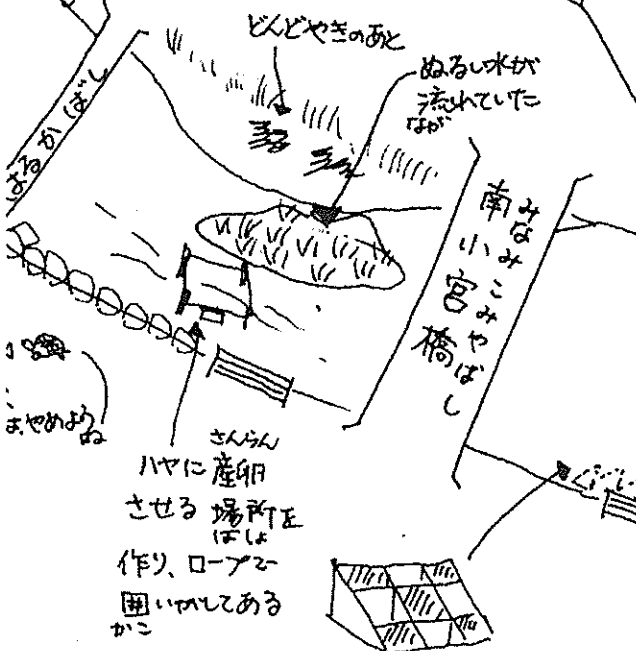 どんどやきのあと
ぬるい水が
流れていた
なが
はるかばし
みなみこみやばし
南小宮橋
やめよう
ね
さんらん
ハヤに産卵
させる 場所を
ばしょ
作り、ロープで
囲いがしてある
かこ